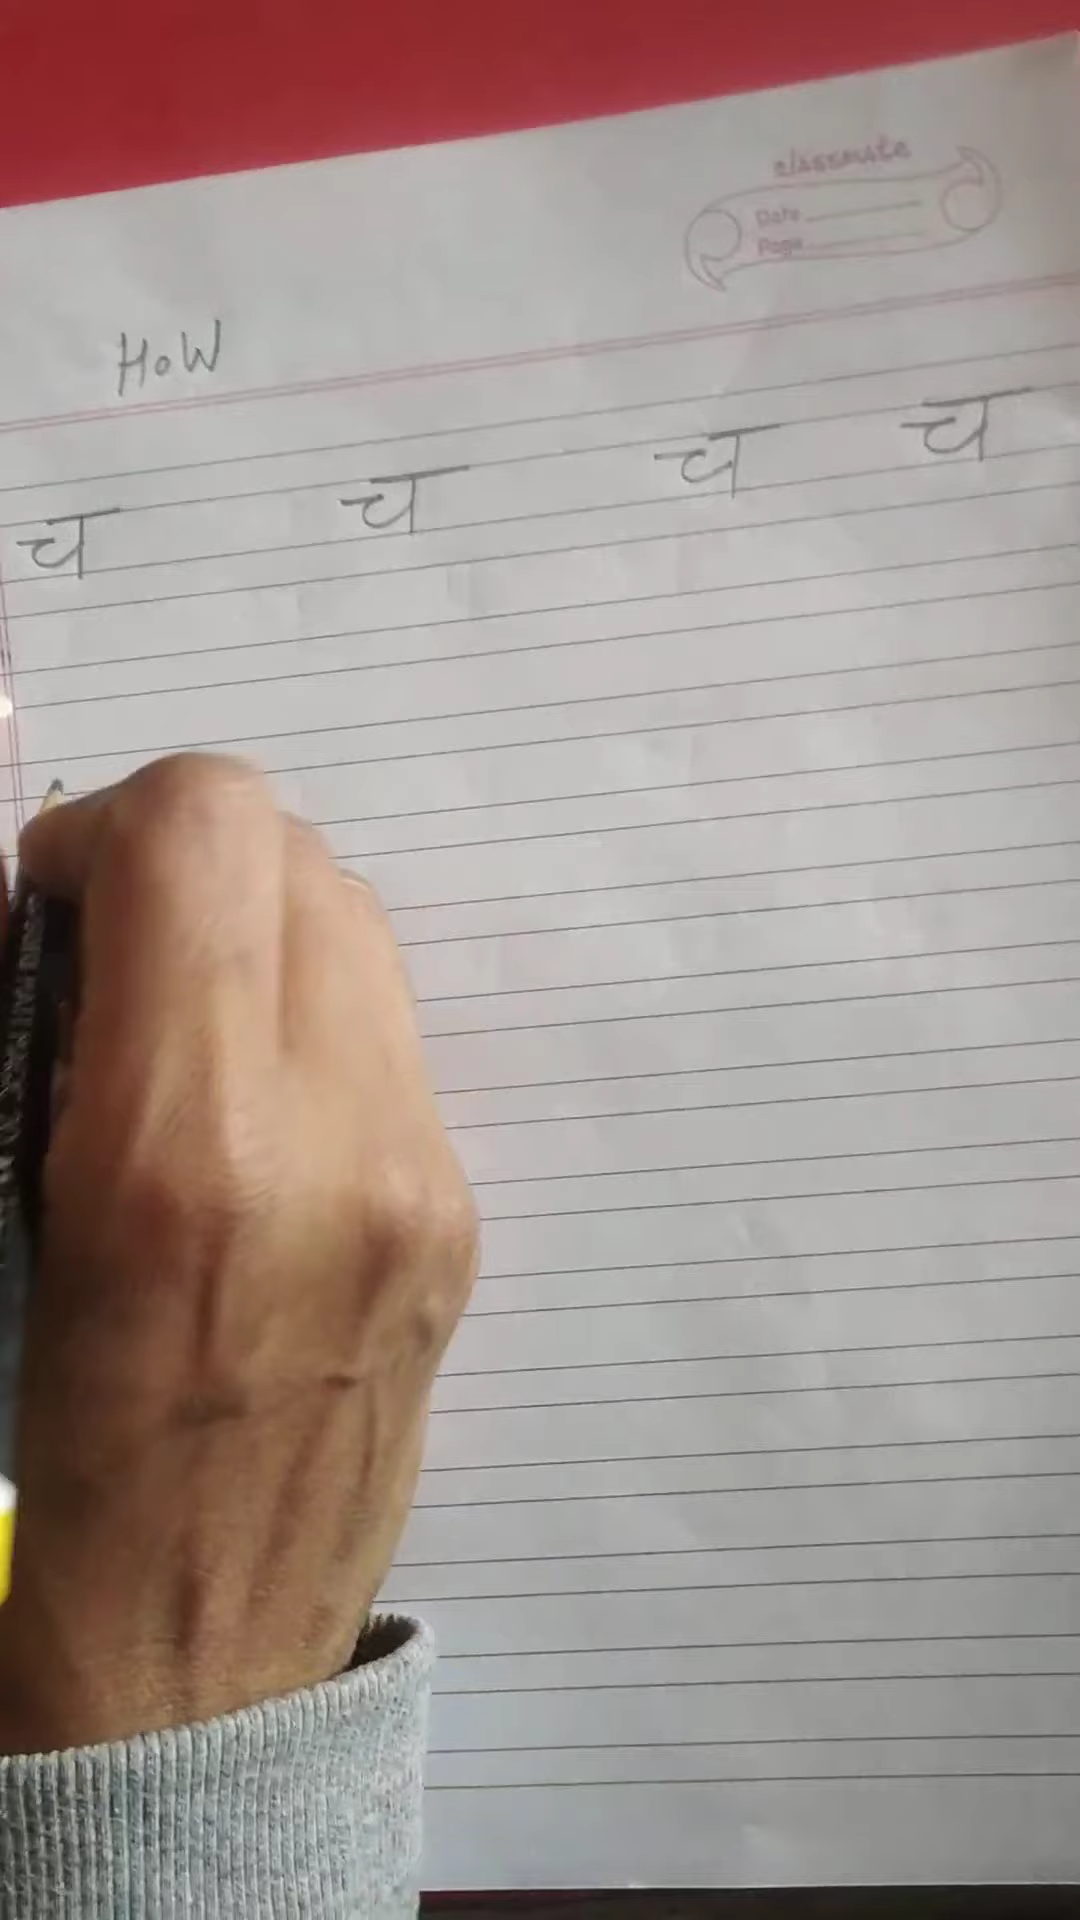 classmate
Date
Page
HoW
च च च च